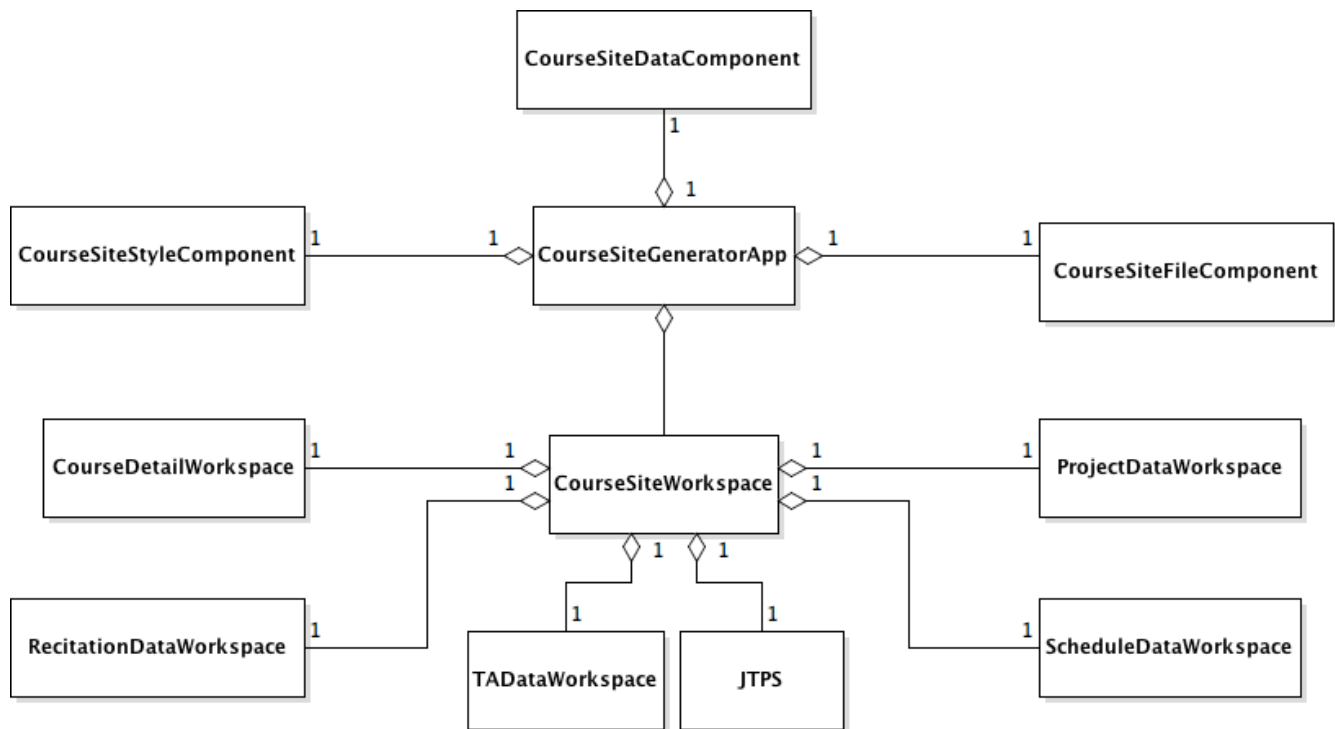 CourseSiteDataComponent
1
1
CourseSiteStyleComponent
1
1
CourseSiteGeneratorApp
1
1
CourseSiteFileComponent
CourseDetailWorkspace
1
1
CourseSiteWorkspace
1
1
ProjectDataWorkspace
1
1
1
1
RecitationDataWorkspace
1
1
TADataWorkspace
1
JTPS
1
ScheduleDataWorkspace